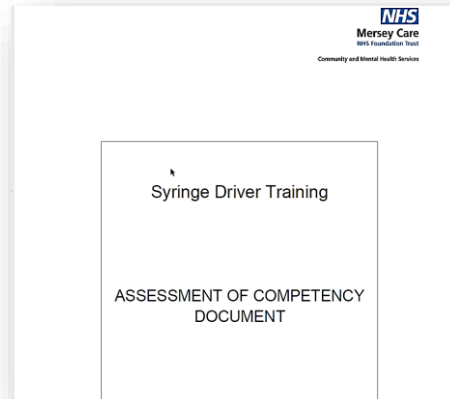 NHS
Mersey Care
NHS Foundation Trust
Community and Mental Health Services
Syringe Driver Training
ASSESSMENT OF COMPETENCY
DOCUMENT